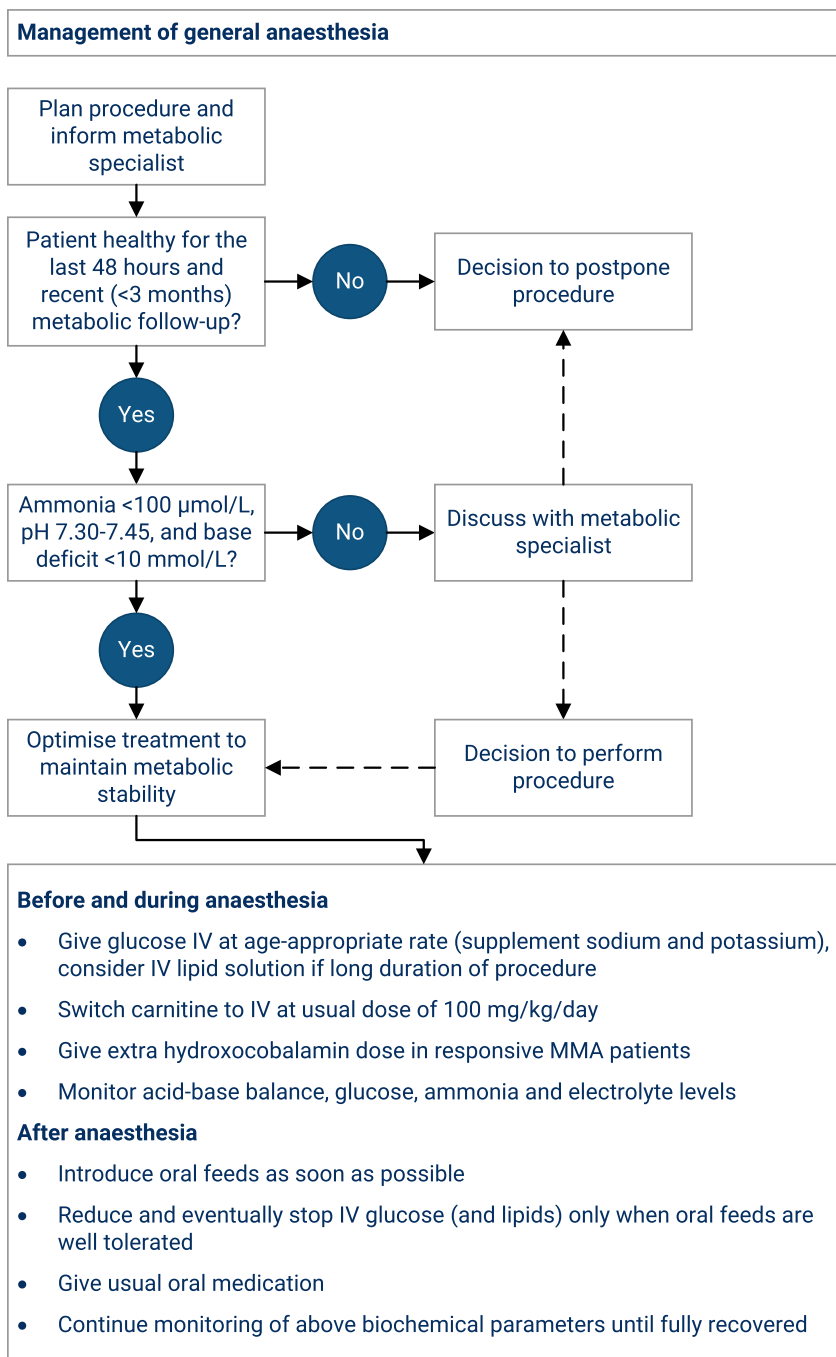 Management of general anaesthesia
Plan procedure and
inform metabolic
specialist
Patient healthy for the
last 48 hours and
recent (<3 months)
metabolic follow-up?
No
Decision to postpone
procedure
Yes
Ammonia <100 µmol/L,
pH 7.30-7.45, and base
deficit <10 mmol/L?
No
Discuss with metabolic
specialist
Yes
Optimise treatment to
maintain metabolic
stability
Decision to perform
procedure
Before and during anaesthesia
• Give glucose IV at age-appropriate rate (supplement sodium and potassium),
consider IV lipid solution if long duration of procedure
• Switch carnitine to IV at usual dose of 100 mg/kg/day
• Give extra hydroxocobalamin dose in responsive MMA patients
• Monitor acid-base balance, glucose, ammonia and electrolyte levels
After anaesthesia
• Introduce oral feeds as soon as possible
• Reduce and eventually stop IV glucose (and lipids) only when oral feeds are
well tolerated
• Give usual oral medication
• Continue monitoring of above biochemical parameters until fully recovered